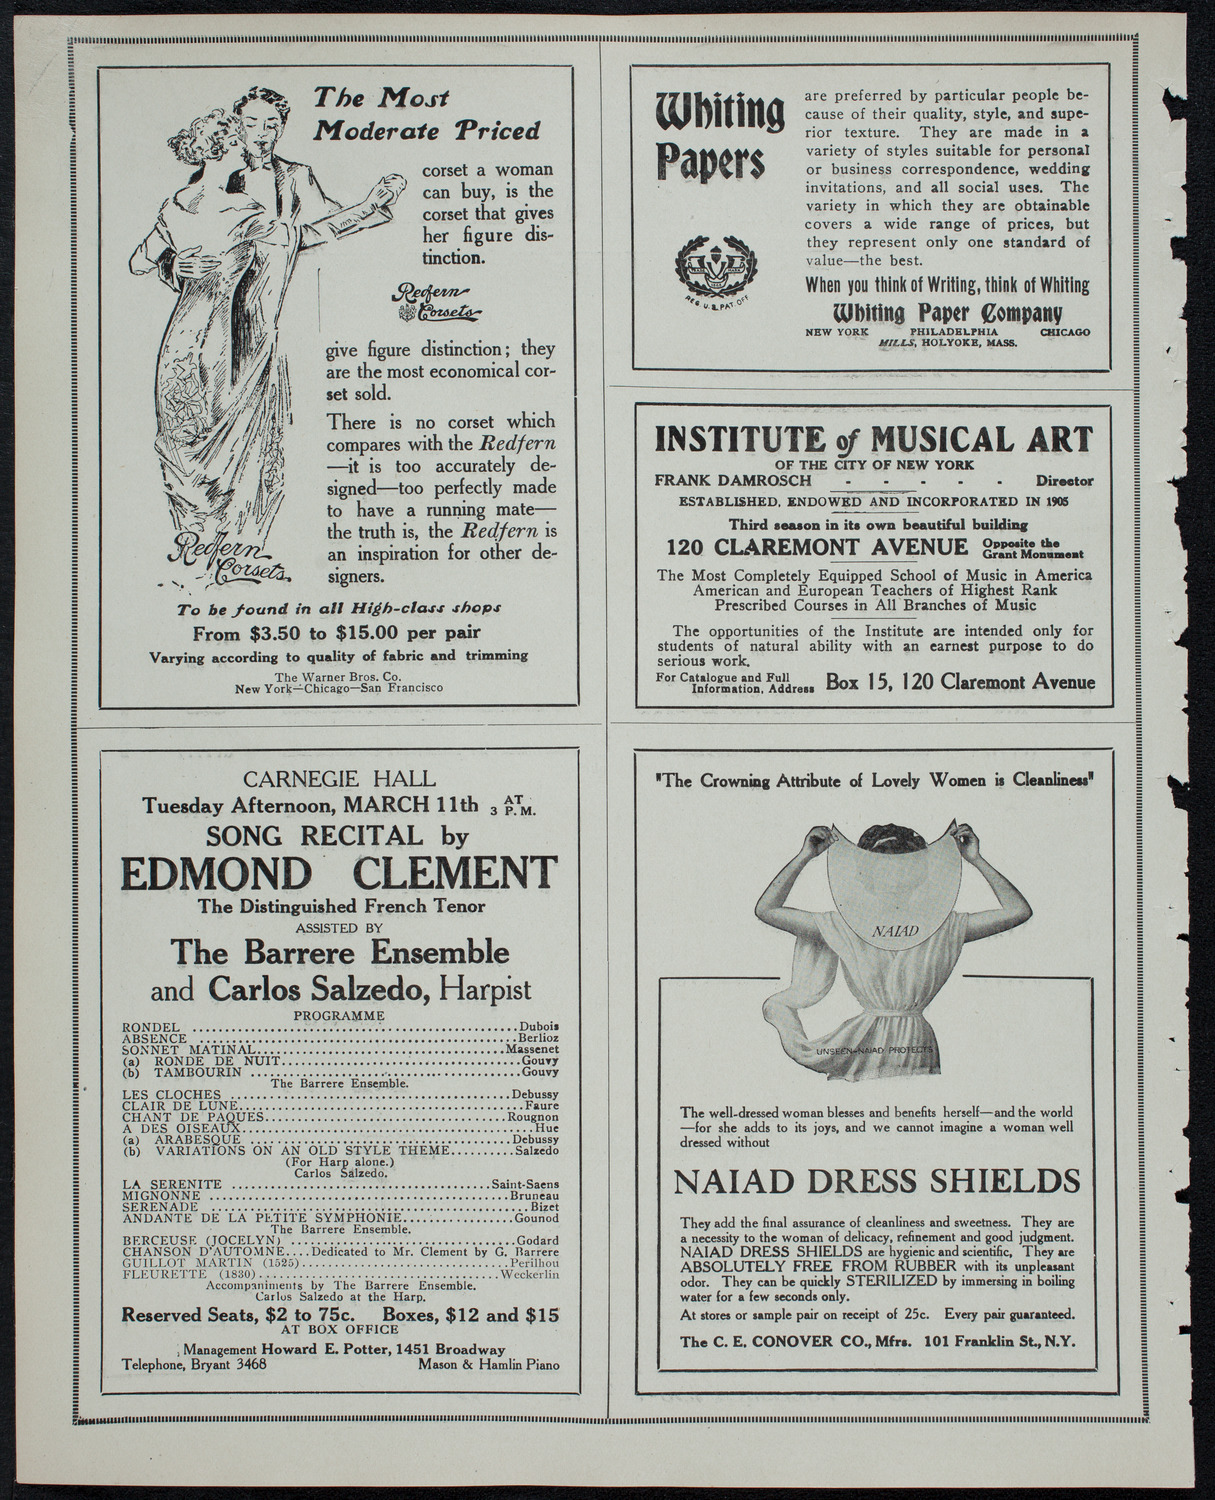 The Most
Moderate Priced
corset a woman
can buy, is the
corset that gives
her figure dis-
tinction.
Redfern
Corsets
give figure distinction; they
are the most economical cor-
set sold.
There is no corset which
compares with the Redfern
—it is too accurately de-
signed—too perfectly made
to have a running mate—
the truth is, the Redfern is
an inspiration for other de-
signers.
Redfern
Corsets
To be found in all High-class shops
From $3.50 to $15.00 per pair
Varying according to quality of fabric and trimming
The Warner Bros. Co.
New York—Chicago—San Francisco
Whiting
Papers
REG. U.S. PAT. OFF
are preferred by particular people be-
cause of their quality, style, and supe-
rior texture. They are made in a
variety of styles suitable for personal
or business correspondence, wedding
invitations, and all social uses. The
variety in which they are obtainable
covers a wide range of prices, but
they represent only one standard of
value—the best.
When you think of Writing, think of Whiting
Whiting Paper Company
NEW YORK PHILADELPHIA CHICAGO
MILLS, HOLYOKE, MASS.
INSTITUTE of MUSICAL ART
OF THE CITY OF NEW YORK
FRANK DAMROSCH - - - - - Director
ESTABLISHED, ENDOWED AND INCORPORATED IN 1905
Third season in its own beautiful building
120 CLAREMONT AVENUE Opposite the
Grant Monument
The Most Completely Equipped School of Music in America
American and European Teachers of Highest Rank
Prescribed Courses in All Branches of Music
The opportunities of the Institute are intended only for
students of natural ability with an earnest purpose to do
serious work.
For Catalogue and Full
Information, Address Box 15, 120 Claremont Avenue
CARNEGIE HALL
Tuesday Afternoon, MARCH 11th 3 AT P. M.
SONG RECITAL by
EDMOND CLEMENT
The Distinguished French Tenor
ASSISTED BY
The Barrere Ensemble
and Carlos Salzedo, Harpist
PROGRAMME
RONDEL ........ Dubois
ABSENCE ........ Berlioz
SONNET MATINAL ........ Massenet
(a) RONDE DE NUIT ........ Gouvy
(b) TAMBOURIN ........ Gouvy
The Barrere Ensemble.
LES CLOCHES ........ Debussy
CLAIR DE LUNE ........ Faure
CHANT DE PAQUES ........ Rougnon
A DES OISEAUX ........ Hue
(a) ARABESQUE ........ Debussy
(b) VARIATIONS ON AN OLD STYLE THEME ........ Salzedo
(For Harp alone.)
Carlos Salzedo.
LA SERENITE ........ Saint-Saens
MIGNONNE ........ Bruneau
SERENADE ........ Bizet
ANDANTE DE LA PETITE SYMPHONIE ........ Gounod
The Barrere Ensemble.
BERCEUSE (JOCELYN) ........ Godard
CHANSON D'AUTOMNE....Dedicated to Mr. Clement by G. Barrere
GUILLOT MARTIN (1525) ........ Perilhou
FLEURETTE (1830) ........ Weckerlin
Accompaniments by The Barrere Ensemble.
Carlos Salzedo at the Harp.
Reserved Seats, $2 to 75c. Boxes, $12 and $15
AT BOX OFFICE
Management Howard E. Potter, 1451 Broadway
Telephone, Bryant 3468 Mason & Hamlin Piano
"The Crowning Attribute of Lovely Women is Cleanliness"
NAIAD
UNSEEN-NAIAD PROTECTS
The well-dressed woman blesses and benefits herself—and the world
—for she adds to its joys, and we cannot imagine a woman well
dressed without
NAIAD DRESS SHIELDS
They add the final assurance of cleanliness and sweetness. They are
a necessity to the woman of delicacy, refinement and good judgment.
NAIAD DRESS SHIELDS are hygienic and scientific, They are
ABSOLUTELY FREE FROM RUBBER with its unpleasant
odor. They can be quickly STERILIZED by immersing in boiling
water for a few seconds only.
At stores or sample pair on receipt of 25c. Every pair guaranteed.
The C. E. CONOVER CO., Mfrs. 101 Franklin St., N.Y.